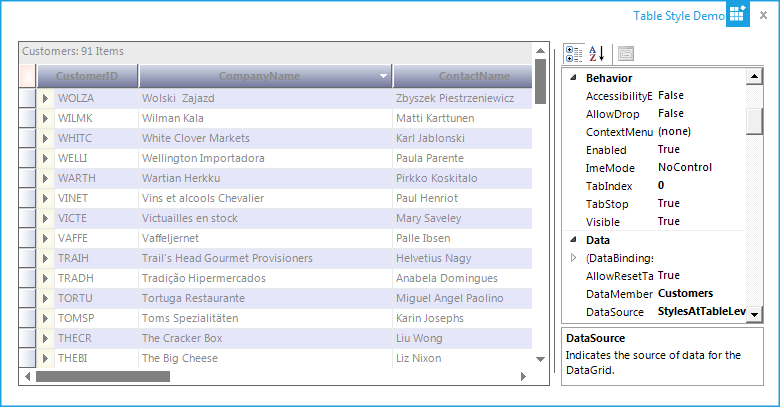 Table Style Demo
Customers: 91 Items
CustomerID CompanyName ContactName
WOLZA Wolski  Zajazd Zbyszek Piestrzeniewicz
WILMK Wilman Kala Matti Karttunen
WHITC White Clover Markets Karl Jablonski
WELLI Wellington Importadora Paula Parente
WARTH Wartian Herkku Pirkko Koskitalo
VINET Vins et alcools Chevalier Paul Henriot
VICTE Victuailles en stock Mary Saveley
VAFFE Vaffeljernet Palle Ibsen
TRAIH Trail's Head Gourmet Provisioners Helvetius Nagy
TRADH Tradição Hipermercados Anabela Domingues
TORTU Tortuga Restaurante Miguel Angel Paolino
TOMSP Toms Spezialitäten Karin Josephs
THECR The Cracker Box Liu Wong
THEBI The Big Cheese Liz Nixon
Behavior
AccessibilityE False
AllowDrop False
ContextMenu (none)
Enabled True
ImeMode NoControl
TabIndex 0
TabStop True
Visible True
Data
(DataBindings
AllowResetTa True
DataMember Customers
DataSource StylesAtTableLev
DataSource
Indicates the source of data for the
DataGrid.